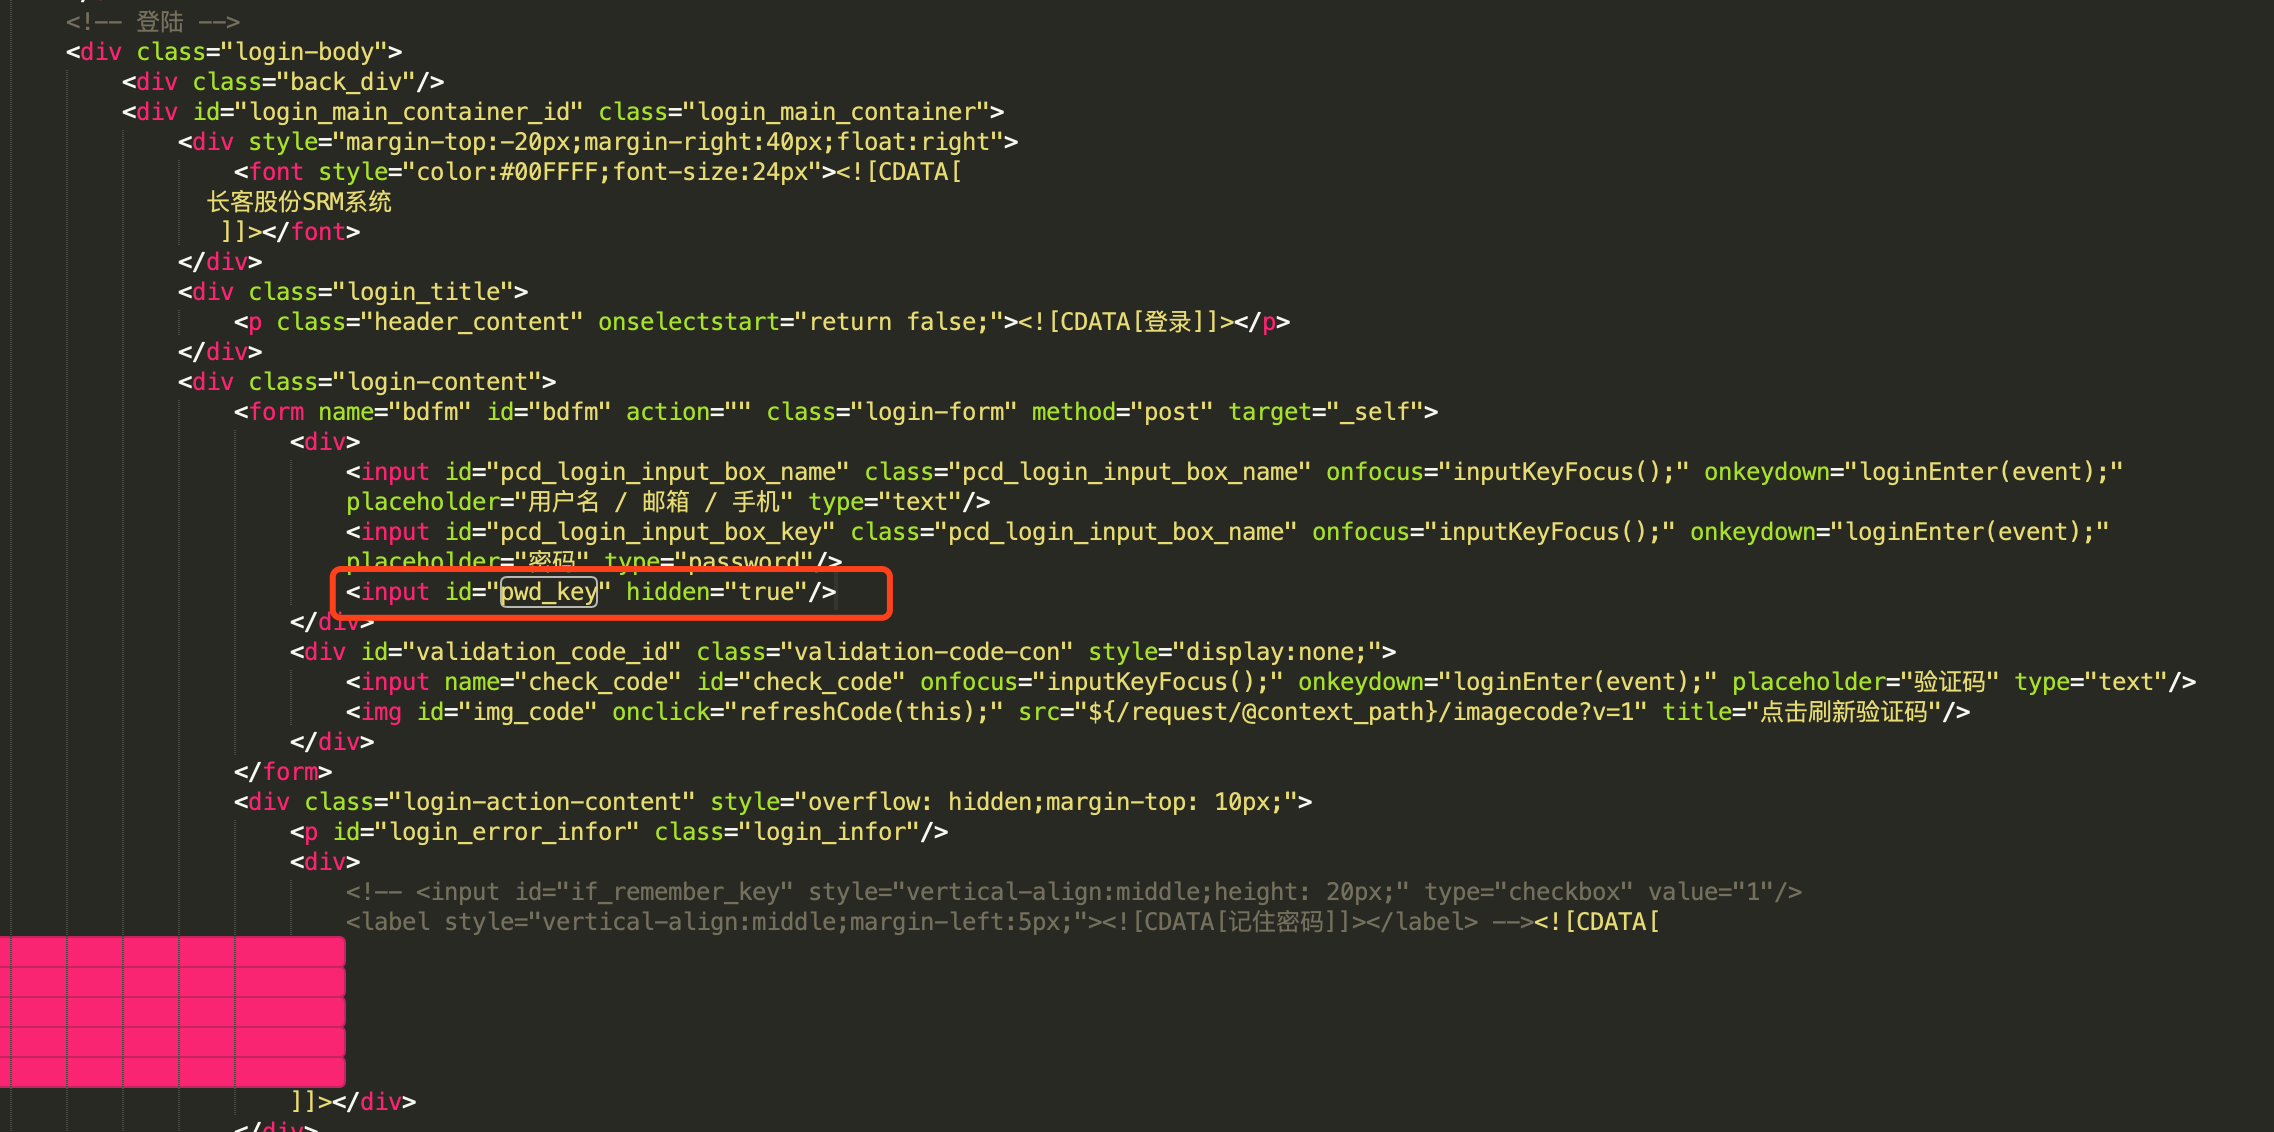 <!-- 登陆 -->
<div class="login-body">
<div class="back_div"/>
<div id="login_main_container_id" class="login_main_container">
<div style="margin-top:-20px;margin-right:40px;float:right">
<font style="color:#00FFFF;font-size:24px"><![CDATA[
长客股份SRM系统
]]></font>
</div>
<div class="login_title">
<p class="header_content" onselectstart="return false;"><![CDATA[登录]]></p>
</div>
<div class="login-content">
<form name="bdfm" id="bdfm" action="" class="login-form" method="post" target="_self">
<div>
<input id="pcd_login_input_box_name" class="pcd_login_input_box_name" onfocus="inputKeyFocus();" onkeydown="loginEnter(event);"
placeholder="用户名 / 邮箱 / 手机" type="text"/>
<input id="pcd_login_input_box_key" class="pcd_login_input_box_name" onfocus="inputKeyFocus();" onkeydown="loginEnter(event);"
placeholder="密码" type="password"/>
<input id="pwd_key" hidden="true"/>
</div>
<div id="validation_code_id" class="validation-code-con" style="display:none;">
<input name="check_code" id="check_code" onfocus="inputKeyFocus();" onkeydown="loginEnter(event);" placeholder="验证码" type="text"/>
<img id="img_code" onclick="refreshCode(this);" src="${/request/@context_path}/imagecode?v=1" title="点击刷新验证码"/>
</div>
</form>
<div class="login-action-content" style="overflow: hidden;margin-top: 10px;">
<p id="login_error_infor" class="login_infor"/>
<div>
<!-- <input id="if_remember_key" style="vertical-align:middle;height: 20px;" type="checkbox" value="1"/>
<label style="vertical-align:middle;margin-left:5px;"><![CDATA[记住密码]]></label> --><![CDATA[
]]></div>
</div>